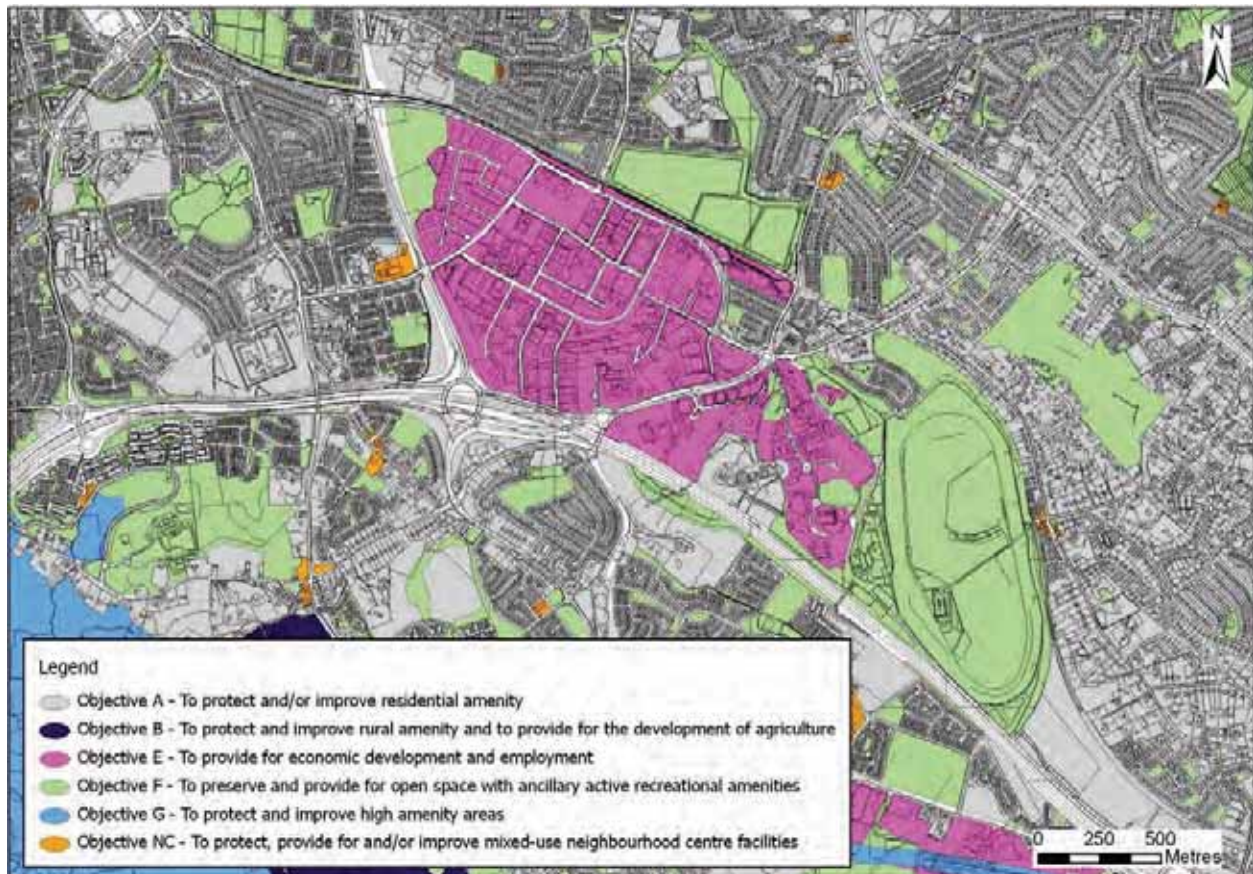 N
Legend
Objective A - To protect and/or improve residential amenity
Objective B - To protect and improve rural amenity and to provide for the development of agriculture
Objective E - To provide for economic development and employment
Objective F - To preserve and provide for open space with ancillary active recreational amenities
Objective G - To protect and improve high amenity areas
Objective NC - To protect, provide for and/or improve mixed-use neighbourhood centre facilities
0 250 500
Metres